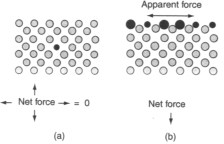 Apparent force
Net force = 0
Net force
(a)
(b)